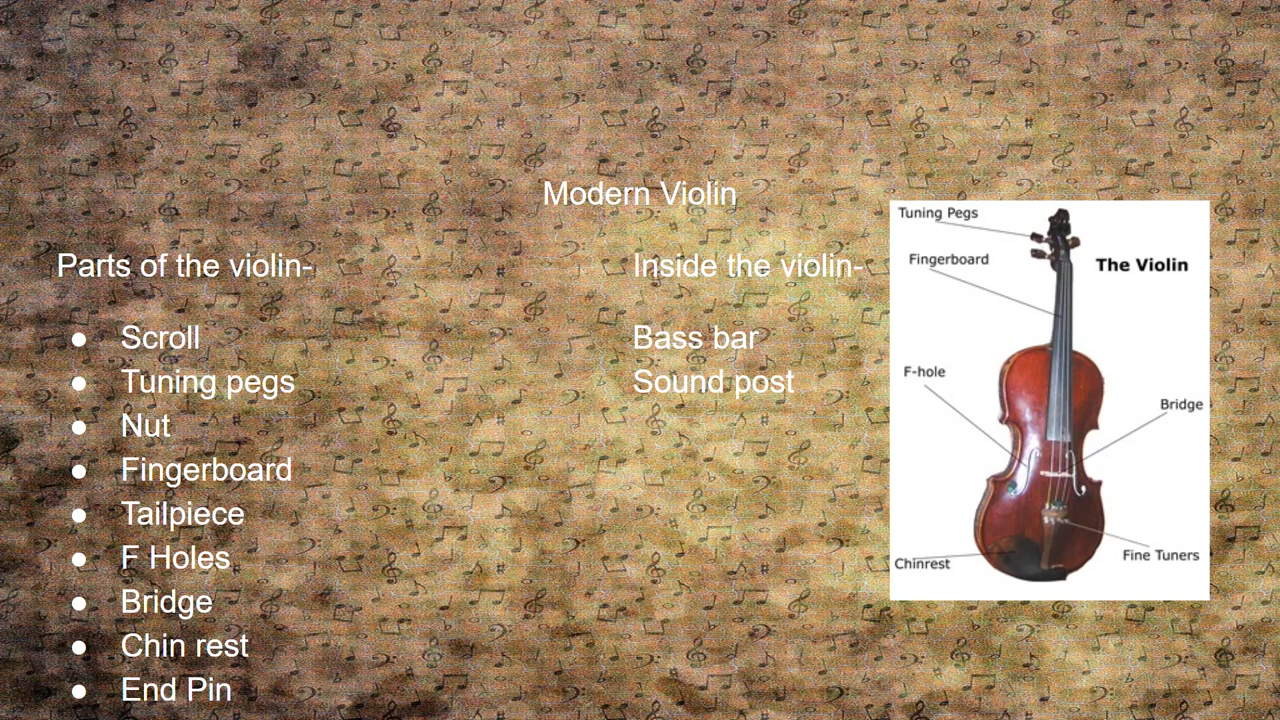 Modern Violin
Parts of the violin-
Scroll
Tuning pegs
Nut
Fingerboard
Tailpiece
F Holes
Bridge
Chin rest
End Pin
Inside the violin-
Bass bar
Sound post
Tuning Pegs
Fingerboard
The Violin
F-hole
Bridge
Fine Tuners
Chinrest